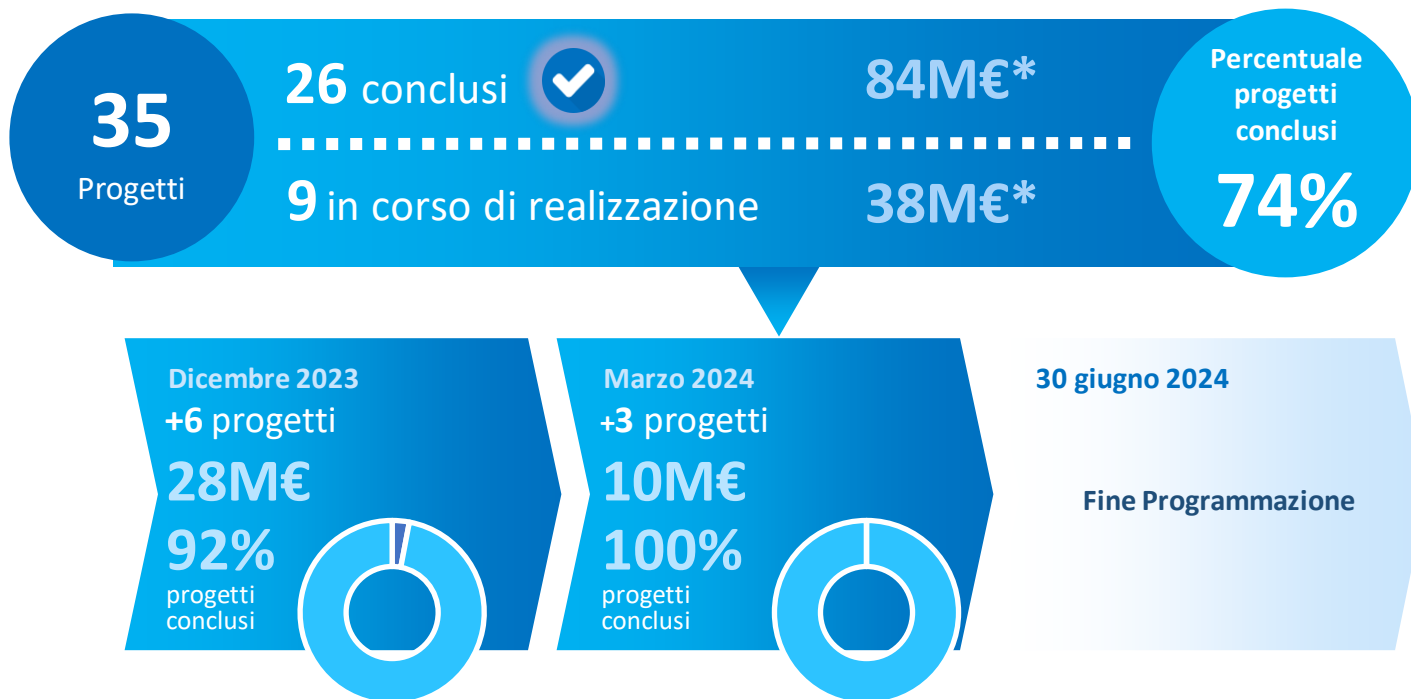 35
Progetti
26 conclusi
84M€*
9 in corso di realizzazione
38M€*
Percentuale
progetti
conclusi
74%
Dicembre 2023
+6 progetti
28M€
92%
progetti
conclusi
Marzo 2024
+3 progetti
10M€
100%
progetti
conclusi
30 giugno 2024
Fine Programmazione